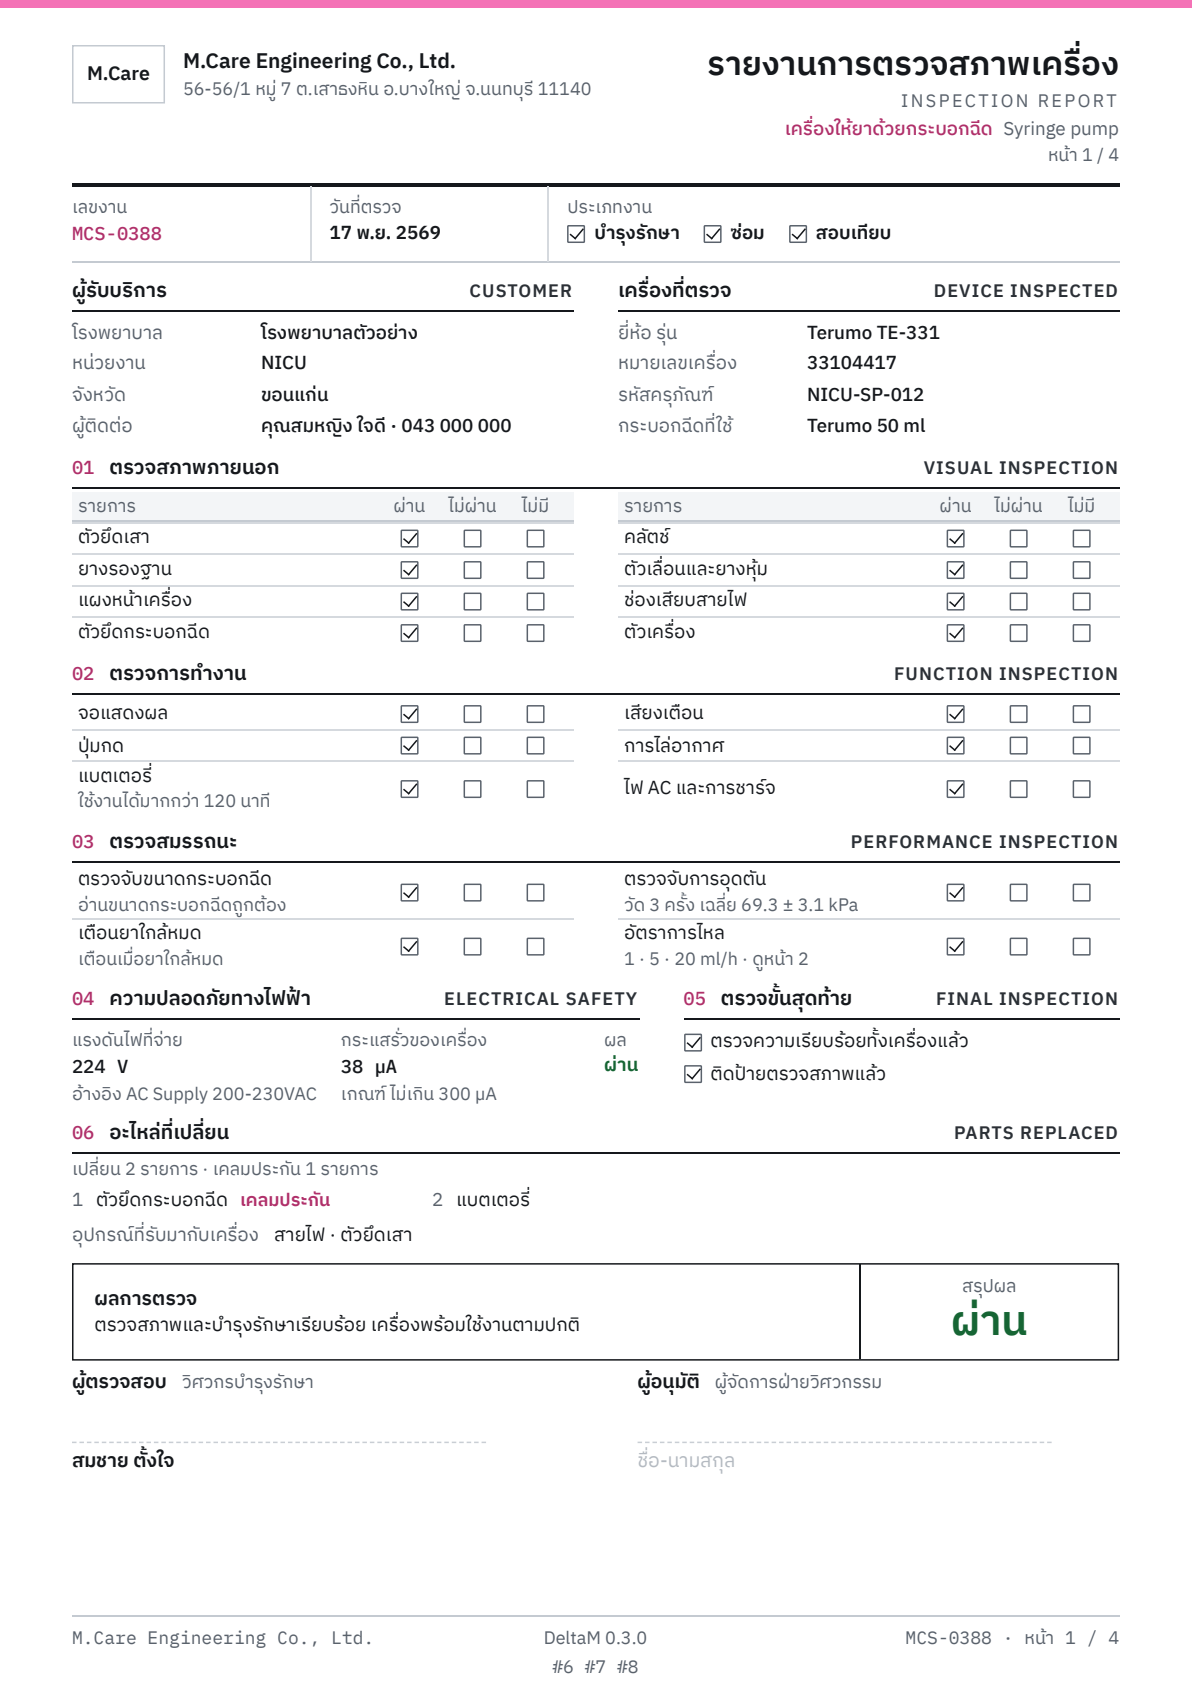 M.Care
M.Care Engineering Co., Ltd.
56-56/1 หมู่ 7 ต.เสาธงหิน อ.บางใหญ่ จ.นนทบุรี 11140
รายงานการตรวจสภาพเครื่อง
INSPECTION REPORT
เครื่องให้ยาด้วยกระบอกฉีด Syringe pump
หน้า 1 / 4
เลขงาน วันที่ตรวจ ประเภทงาน
MCS-0388 17 พ.ย. 2569 ☑ บำรุงรักษา ☑ ซ่อม ☑ สอบเทียบ
ผู้รับบริการ CUSTOMER
โรงพยาบาล โรงพยาบาลตัวอย่าง
หน่วยงาน NICU
จังหวัด ขอนแก่น
ผู้ติดต่อ คุณสมหญิง ใจดี · 043 000 000
เครื่องที่ตรวจ DEVICE INSPECTED
ยี่ห้อ รุ่น Terumo TE-331
หมายเลขเครื่อง 33104417
รหัสครุภัณฑ์ NICU-SP-012
กระบอกฉีดที่ใช้ Terumo 50 ml
01 ตรวจสภาพภายนอก VISUAL INSPECTION
รายการ ผ่าน ไม่ผ่าน ไม่มี
ตัวยึดเสา ☑ ☐ ☐
ยางรองฐาน ☑ ☐ ☐
แผงหน้าเครื่อง ☑ ☐ ☐
ตัวยึดกระบอกฉีด ☑ ☐ ☐
รายการ ผ่าน ไม่ผ่าน ไม่มี
คลัตช์ ☑ ☐ ☐
ตัวเลื่อนและยางหุ้ม ☑ ☐ ☐
ช่องเสียบสายไฟ ☑ ☐ ☐
ตัวเครื่อง ☑ ☐ ☐
02 ตรวจการทำงาน FUNCTION INSPECTION
จอแสดงผล ☑ ☐ ☐
ปุ่มกด ☑ ☐ ☐
แบตเตอรี่ ☑ ☐ ☐
ใช้งานได้มากกว่า 120 นาที
เสียงเตือน ☑ ☐ ☐
การไล่อากาศ ☑ ☐ ☐
ไฟ AC และการชาร์จ ☑ ☐ ☐
03 ตรวจสมรรถนะ PERFORMANCE INSPECTION
ตรวจจับขนาดกระบอกฉีด ☑ ☐ ☐
อ่านขนาดกระบอกฉีดถูกต้อง
เตือนยาใกล้หมด ☑ ☐ ☐
เตือนเมื่อยาใกล้หมด
ตรวจจับการอุดตัน ☑ ☐ ☐
วัด 3 ครั้ง เฉลี่ย 69.3 ± 3.1 kPa
อัตราการไหล ☑ ☐ ☐
1 · 5 · 20 ml/h · ดูหน้า 2
04 ความปลอดภัยทางไฟฟ้า ELECTRICAL SAFETY
แรงดันไฟที่จ่าย กระแสรั่วของเครื่อง ผล
224 V 38 µA ผ่าน
อ้างอิง AC Supply 200-230VAC เกณฑ์ ไม่เกิน 300 µA
05 ตรวจขั้นสุดท้าย FINAL INSPECTION
☑ ตรวจความเรียบร้อยทั้งเครื่องแล้ว
☑ ติดป้ายตรวจสภาพแล้ว
06 อะไหล่ที่เปลี่ยน PARTS REPLACED
เปลี่ยน 2 รายการ · เคลมประกัน 1 รายการ
1 ตัวยึดกระบอกฉีด เคลมประกัน 2 แบตเตอรี่
อุปกรณ์ที่รับมากับเครื่อง สายไฟ · ตัวยึดเสา
ผลการตรวจ
ตรวจสภาพและบำรุงรักษาเรียบร้อย เครื่องพร้อมใช้งานตามปกติ
สรุปผล
ผ่าน
ผู้ตรวจสอบ วิศวกรบำรุงรักษา
สมชาย ตั้งใจ
ผู้อนุมัติ ผู้จัดการฝ่ายวิศวกรรม
ชื่อ-นามสกุล
M.Care Engineering Co., Ltd. DeltaM 0.3.0 MCS-0388 · หน้า 1 / 4
#6 #7 #8